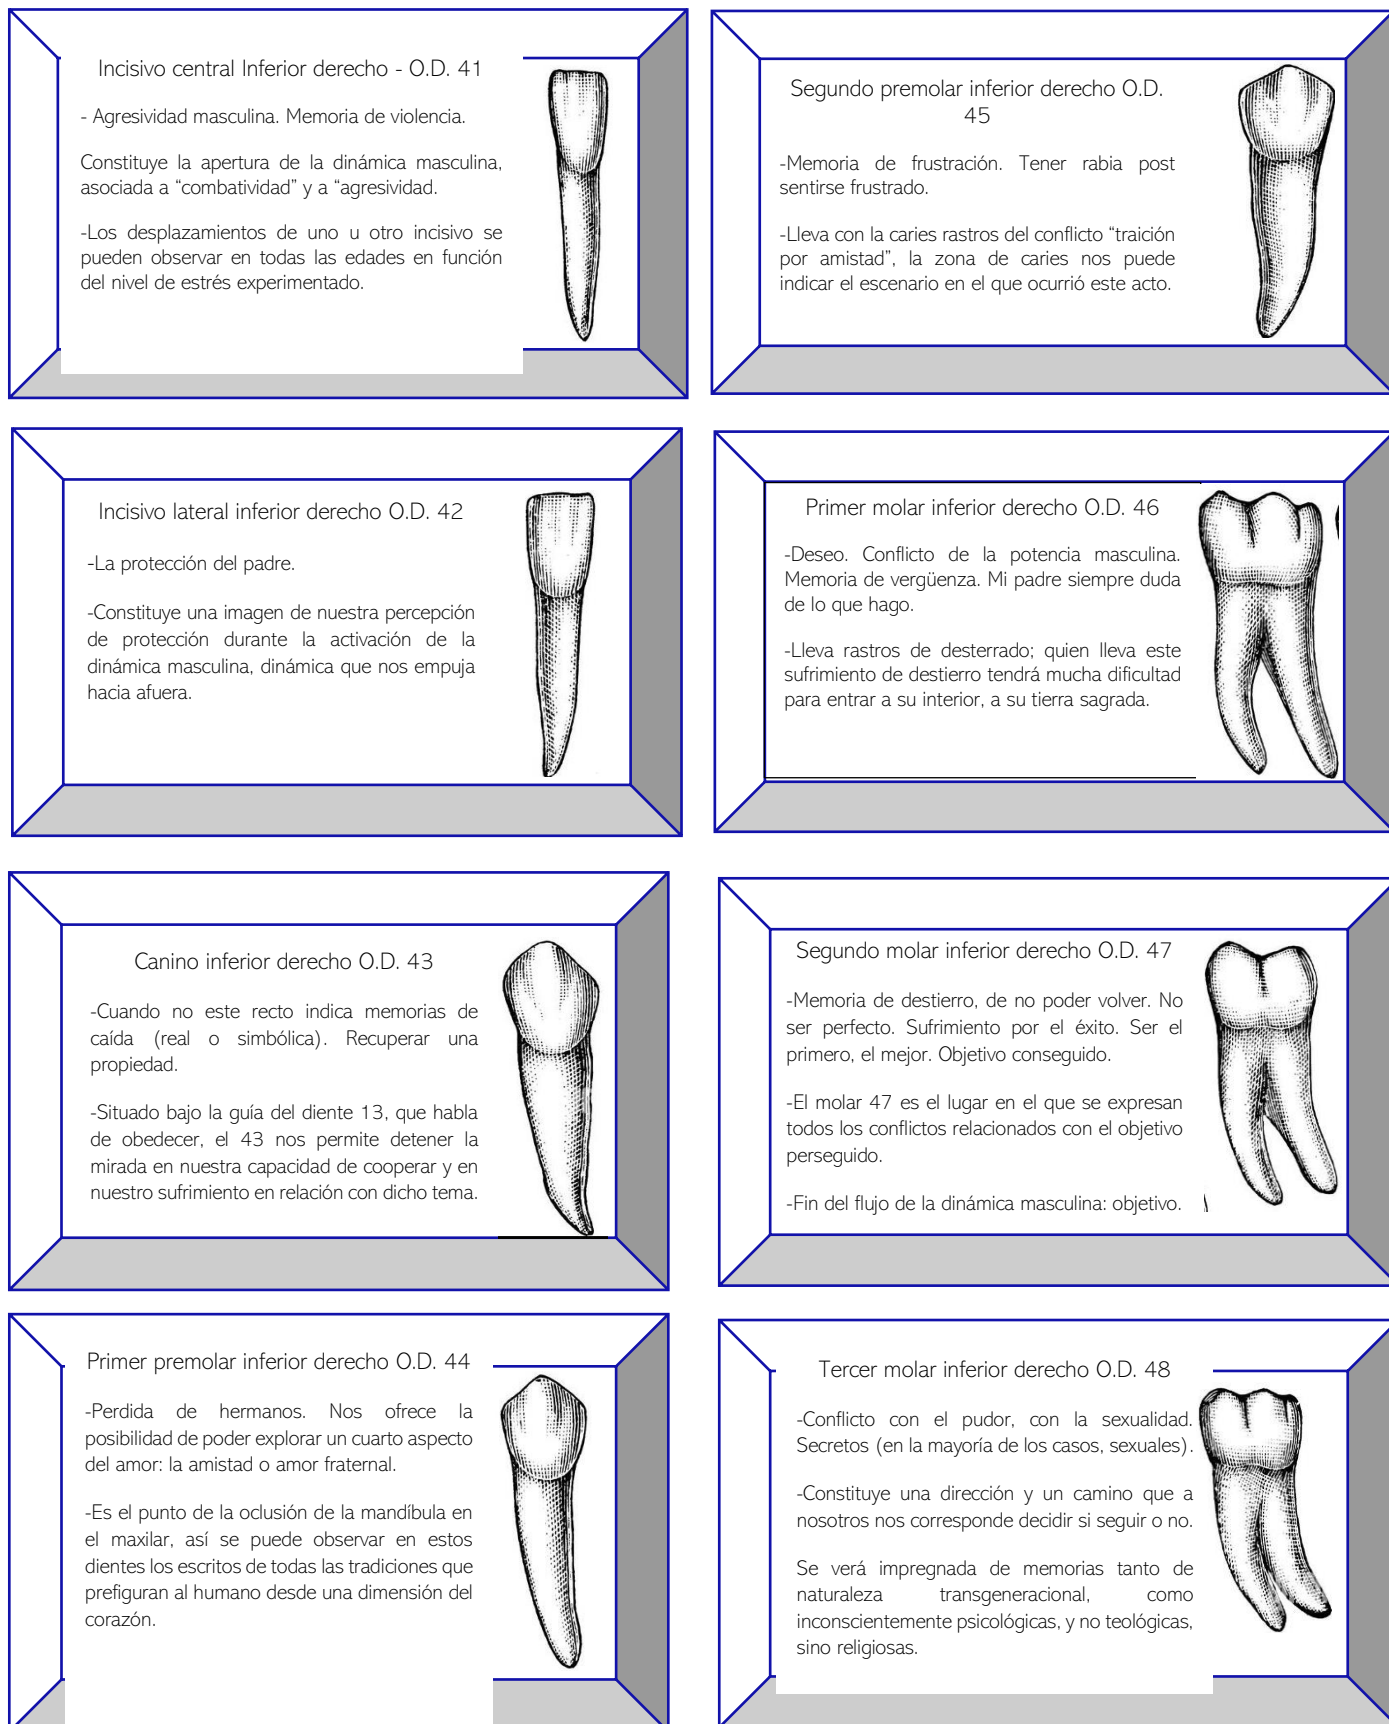 Incisivo central Inferior derecho - O.D. 41
- Agresividad masculina. Memoria de violencia.
Constituye la apertura de la dinámica masculina,
asociada a “combatividad” y a “agresividad.
-Los desplazamientos de uno u otro incisivo se
pueden observar en todas las edades en función
del nivel de estrés experimentado.
Incisivo lateral inferior derecho O.D. 42
-La protección del padre.
-Constituye una imagen de nuestra percepción
de protección durante la activación de la
dinámica masculina, dinámica que nos empuja
hacia afuera.
Canino inferior derecho O.D. 43
-Cuando no este recto indica memorias de
caída (real o simbólica). Recuperar una
propiedad.
-Situado bajo la guía del diente 13, que habla
de obedecer, el 43 nos permite detener la
mirada en nuestra capacidad de cooperar y en
nuestro sufrimiento en relación con dicho tema.
Primer premolar inferior derecho O.D. 44
-Perdida de hermanos. Nos ofrece la
posibilidad de poder explorar un cuarto aspecto
del amor: la amistad o amor fraternal.
-Es el punto de la oclusión de la mandíbula en
el maxilar, así se puede observar en estos
dientes los escritos de todas las tradiciones que
prefiguran al humano desde una dimensión del
corazón.
Segundo premolar inferior derecho O.D.
45
-Memoria de frustración. Tener rabia post
sentirse frustrado.
-Lleva con la caries rastros del conflicto “traición
por amistad”, la zona de caries nos puede
indicar el escenario en el que ocurrió este acto.
Primer molar inferior derecho O.D. 46
-Deseo. Conflicto de la potencia masculina.
Memoria de vergüenza. Mi padre siempre duda
de lo que hago.
-Lleva rastros de desterrado; quien lleva este
sufrimiento de destierro tendrá mucha dificultad
para entrar a su interior, a su tierra sagrada.
Segundo molar inferior derecho O.D. 47
-Memoria de destierro, de no poder volver. No
ser perfecto. Sufrimiento por el éxito. Ser el
primero, el mejor. Objetivo conseguido.
-El molar 47 es el lugar en el que se expresan
todos los conflictos relacionados con el objetivo
perseguido.
-Fin del flujo de la dinámica masculina: objetivo.
Tercer molar inferior derecho O.D. 48
-Conflicto con el pudor, con la sexualidad.
Secretos (en la mayoría de los casos, sexuales).
-Constituye una dirección y un camino que a
nosotros nos corresponde decidir si seguir o no.
Se verá impregnada de memorias tanto de
naturaleza transgeneracional, como
inconscientemente psicológicas, y no teológicas,
sino religiosas.